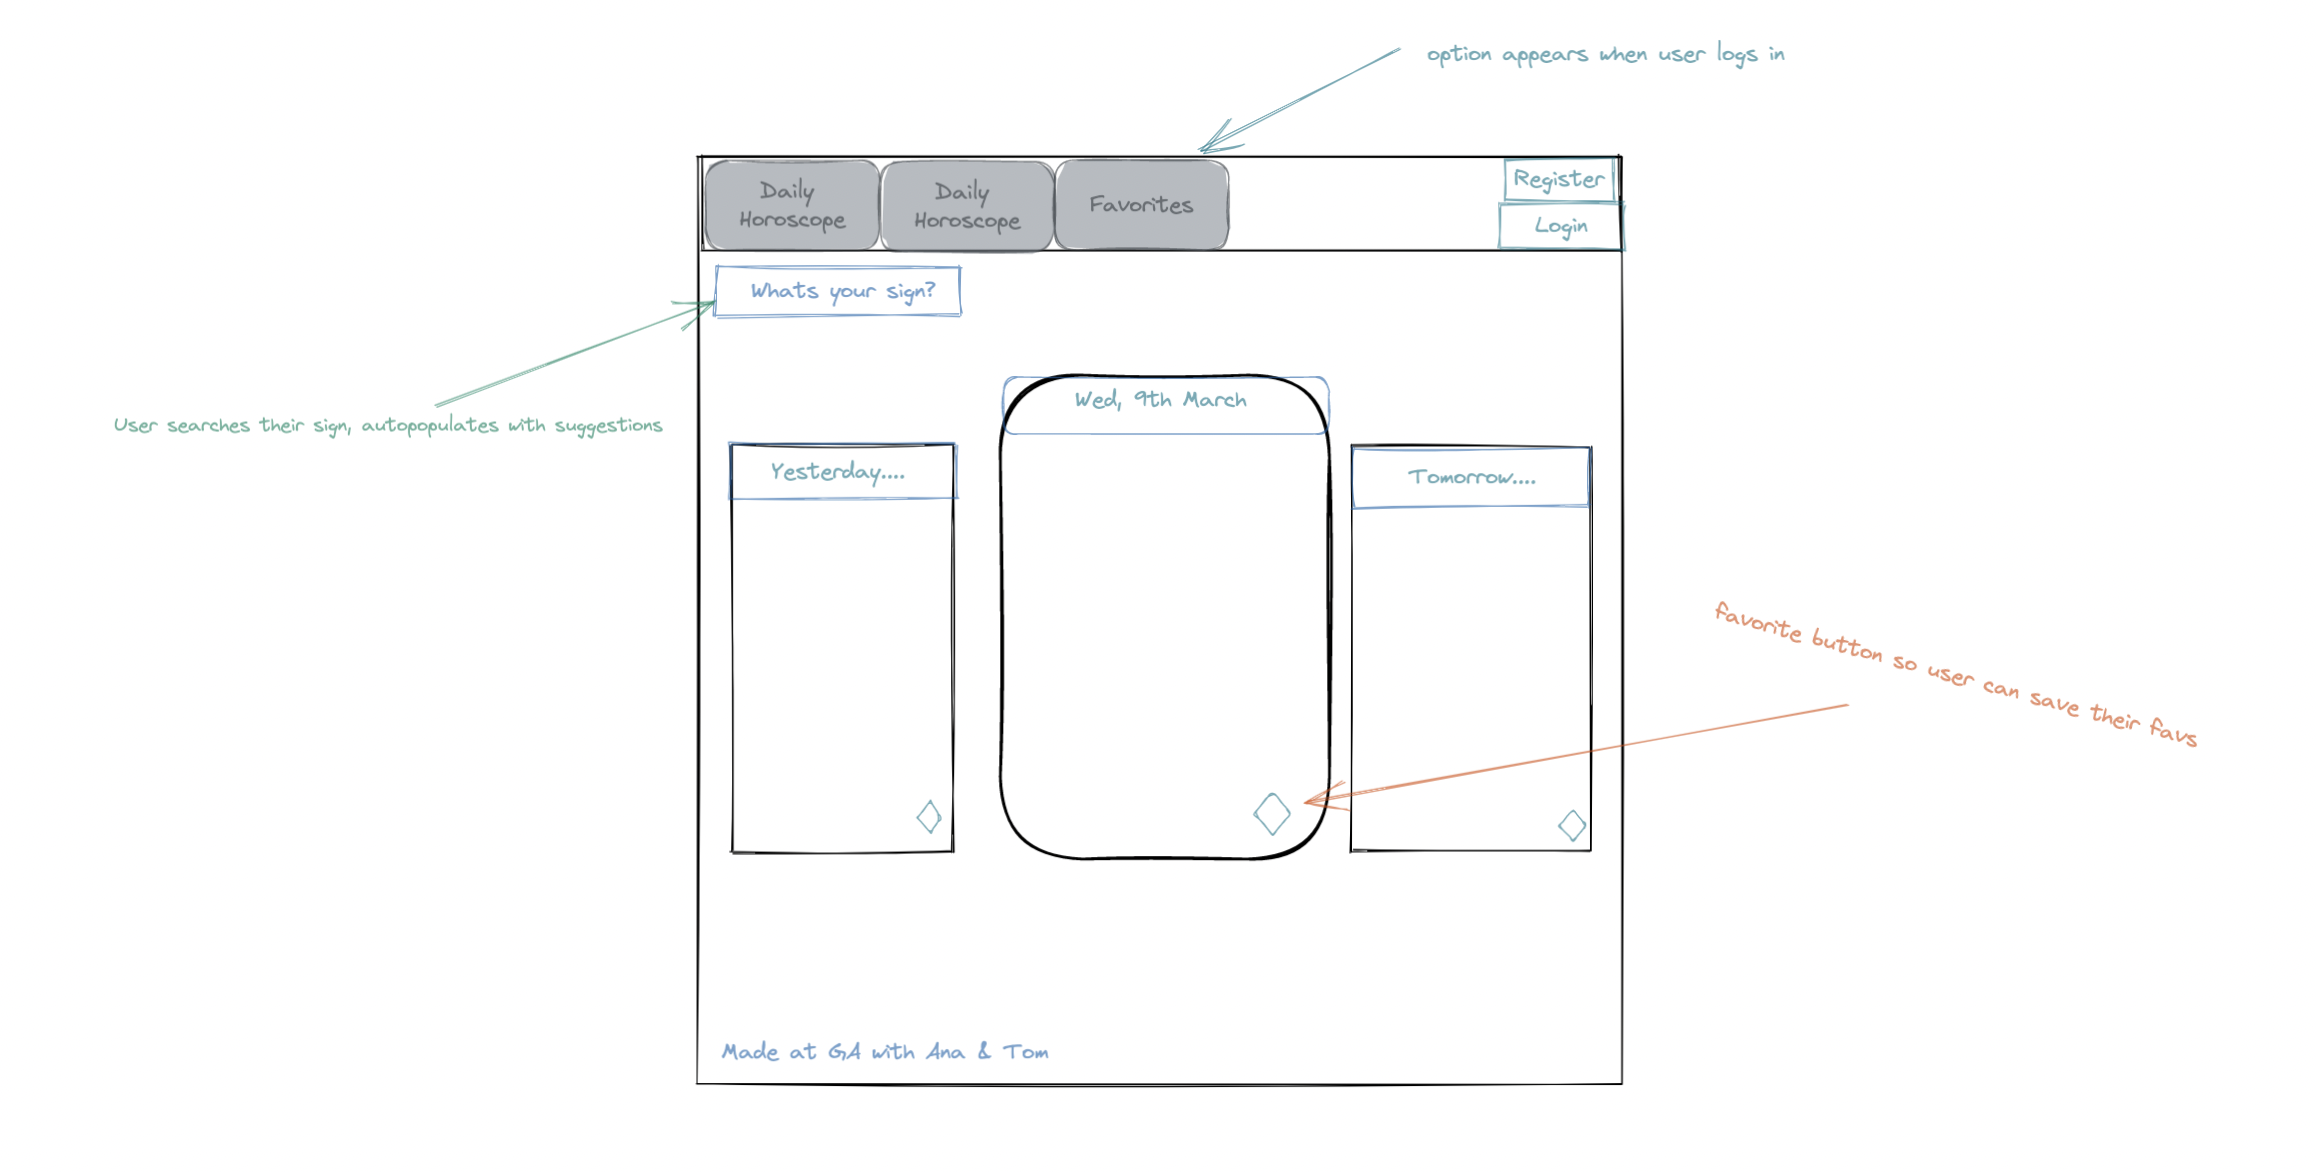 option appears when user logs in
Daily
Horoscope
Daily
Horoscope
Favorites
Register
Login
Whats your sign?
User searches their sign, autopopulates with suggestions
Wed, 9th March
Yesterday....
Tomorrow....
favorite button so user can save their favs
Made at GA with Ana & Tom